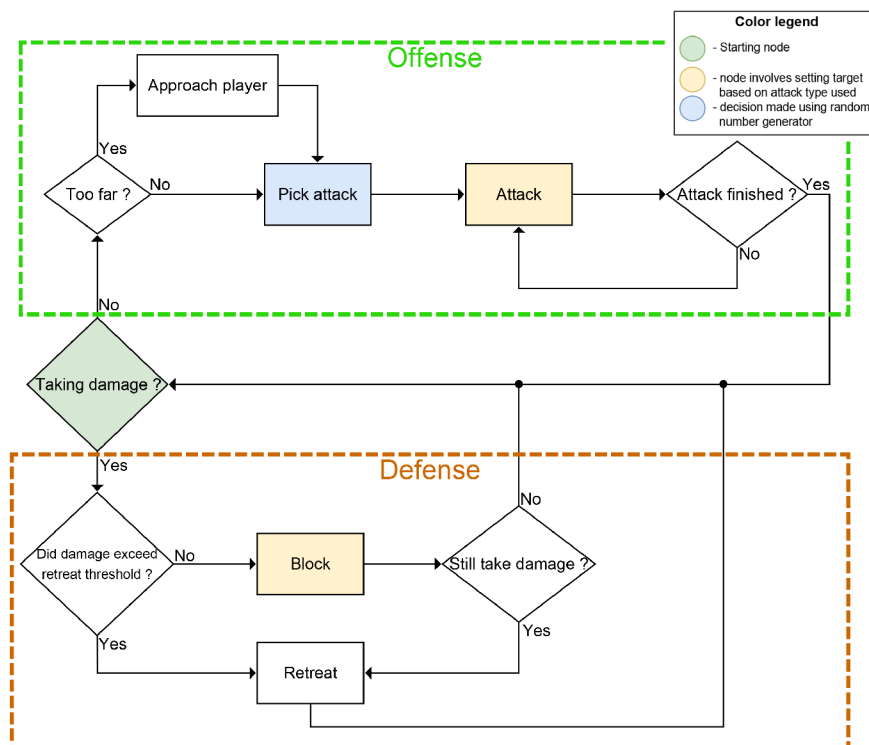 Color legend
- Starting node
- node involves setting target
based on attack type used
- decision made using random
number generator
Offense
Approach player
Yes
Too far ?
No
Pick attack
Attack
Attack finished ?
Yes
No
No
Taking damage ?
Yes
Defense
Did damage exceed
retreat threshold ?
No
Block
No
Still take damage ?
Yes
Yes
Retreat